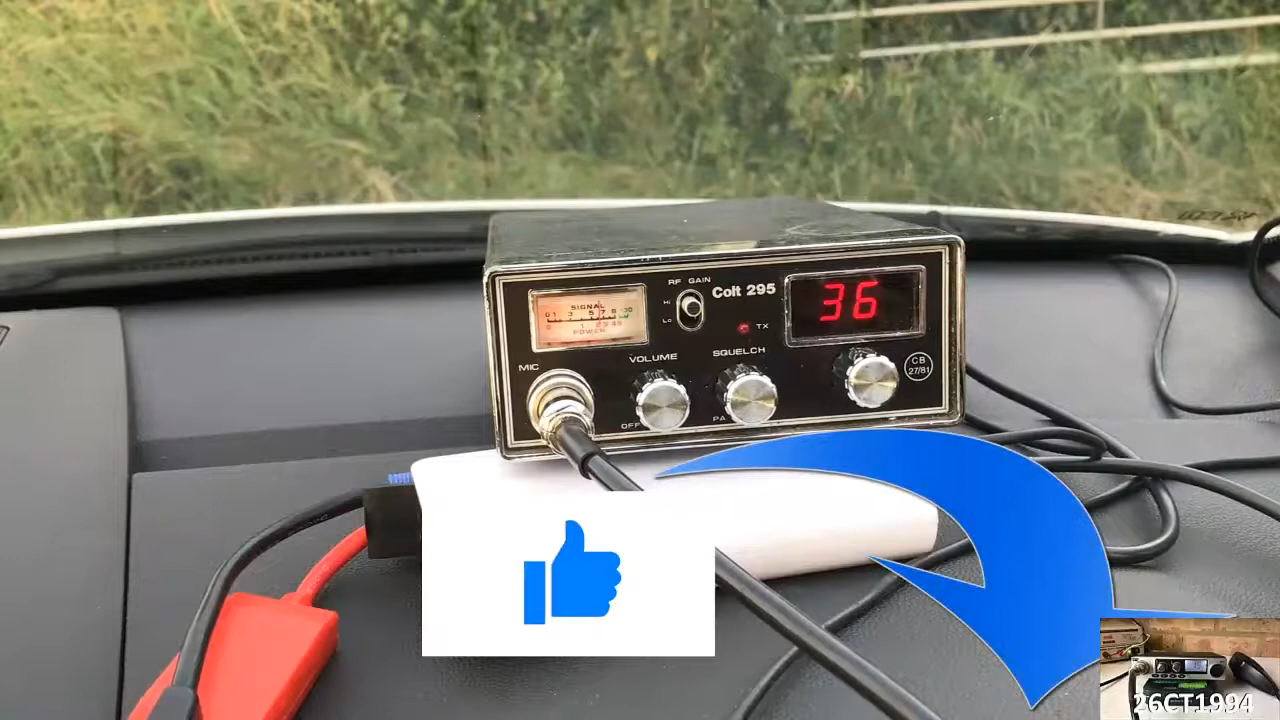 RF GAIN
Hi
Lo
Colt 295
SIGNAL
POWER
TX
36
MIC
VOLUME
OFF
SQUELCH
PA
CB
27/81
26CT1994